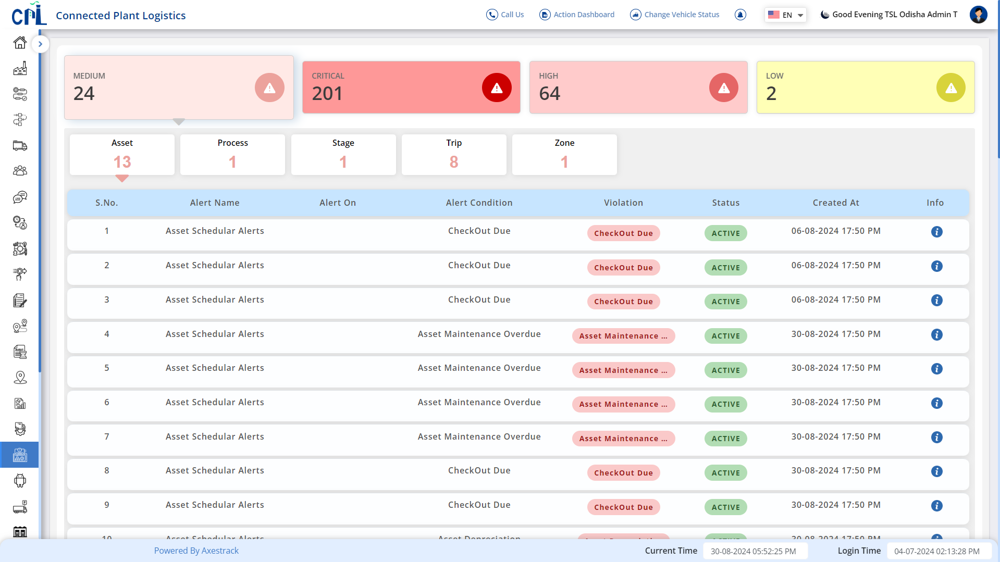 CPL Connected Plant Logistics
Call Us Action Dashboard Change Vehicle Status EN Good Evening TSL Odisha Admin T
MEDIUM
24
CRITICAL
201
HIGH
64
LOW
2
Asset
13
Process
1
Stage
1
Trip
8
Zone
1
S.No. Alert Name Alert On Alert Condition Violation Status Created At Info
1 Asset Schedular Alerts CheckOut Due CheckOut Due ACTIVE 06-08-2024 17:50 PM
2 Asset Schedular Alerts CheckOut Due CheckOut Due ACTIVE 06-08-2024 17:50 PM
3 Asset Schedular Alerts CheckOut Due CheckOut Due ACTIVE 06-08-2024 17:50 PM
4 Asset Schedular Alerts Asset Maintenance Overdue Asset Maintenance ... ACTIVE 30-08-2024 17:50 PM
5 Asset Schedular Alerts Asset Maintenance Overdue Asset Maintenance ... ACTIVE 30-08-2024 17:50 PM
6 Asset Schedular Alerts Asset Maintenance Overdue Asset Maintenance ... ACTIVE 30-08-2024 17:50 PM
7 Asset Schedular Alerts Asset Maintenance Overdue Asset Maintenance ... ACTIVE 30-08-2024 17:50 PM
8 Asset Schedular Alerts CheckOut Due CheckOut Due ACTIVE 30-08-2024 17:50 PM
9 Asset Schedular Alerts CheckOut Due CheckOut Due ACTIVE 30-08-2024 17:50 PM
10 Asset Schedular Alerts Asset Depreciation 30-08-2024 17:50 PM
Powered By Axestrack Current Time 30-08-2024 05:52:25 PM Login Time 04-07-2024 02:13:28 PM